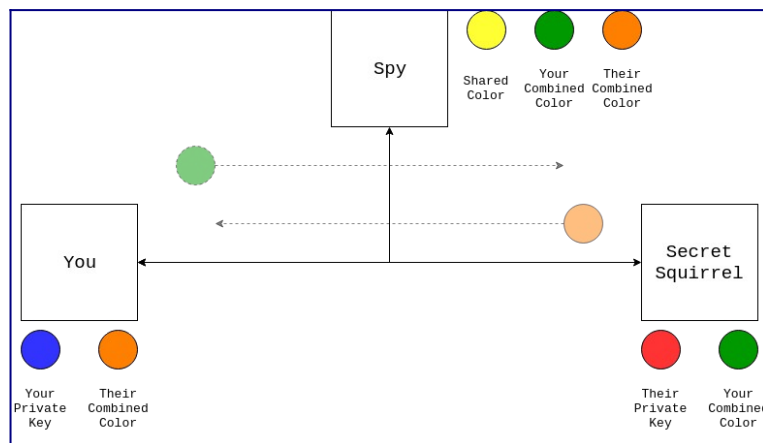 Spy
Shared
Color
Your
Combined
Color
Their
Combined
Color
You
Secret
Squirrel
Your
Private
Key
Their
Combined
Color
Their
Private
Key
Your
Combined
Color